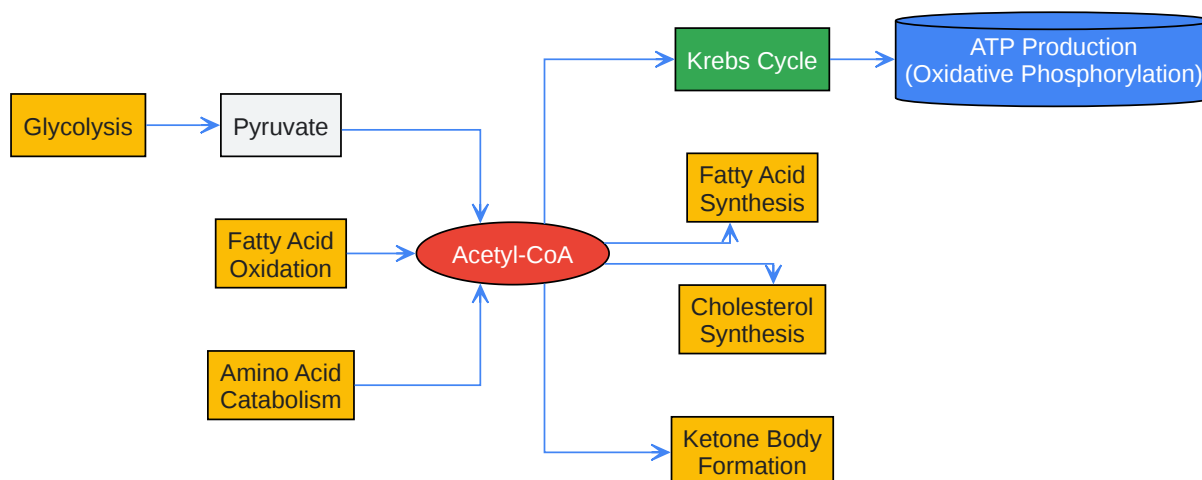 Krebs Cycle
ATP Production
(Oxidative Phosphorylation)
Glycolysis
Pyruvate
Fatty Acid
Synthesis
Fatty Acid
Oxidation
Acetyl-CoA
Cholesterol
Synthesis
Amino Acid
Catabolism
Ketone Body
Formation